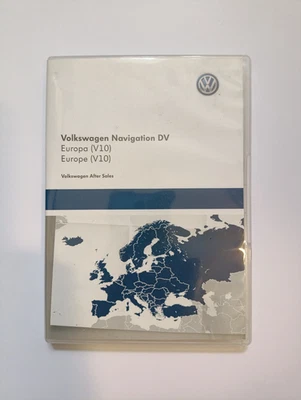 Volkswagen Navigation DV
Europa (V10)
Europe (V10)
Volkswagen After Sales